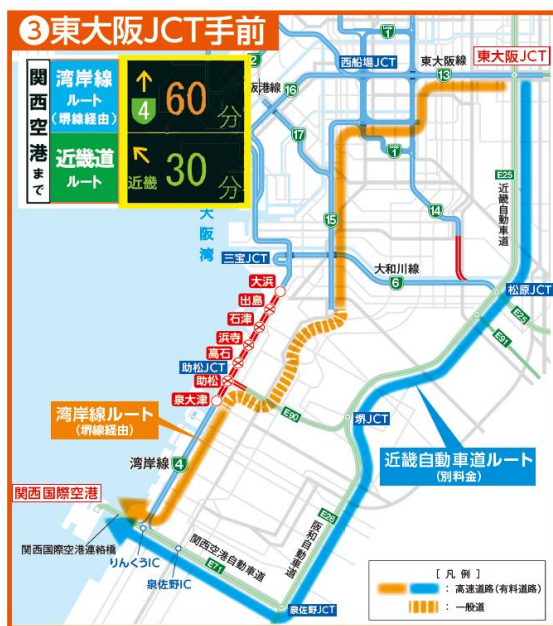 ❸東大阪JCT手前
関西空港まで
湾岸線
ルート
(堺線経由)
4
60
分
近畿道
ルート
近畿
30
分
大阪湾
西船場JCT
東大阪線
13
東大阪JCT
1
16
17
15
1
14
E25
近畿自動車道
三宝JCT
大和川線
6
松原JCT
E25
E91
大浜
出島
石津
浜寺
高石
助松JCT
助松
泉大津
E90
堺JCT
湾岸線ルート
(堺線経由)
近畿自動車道ルート
(別料金)
湾岸線
4
関西国際空港
関西国際空港連絡橋
りんくうIC
泉佐野IC
関西空港自動車道
E71
阪和自動車道
E26
泉佐野JCT
[ 凡 例 ]
: 高速道路(有料道路)
: 一般道